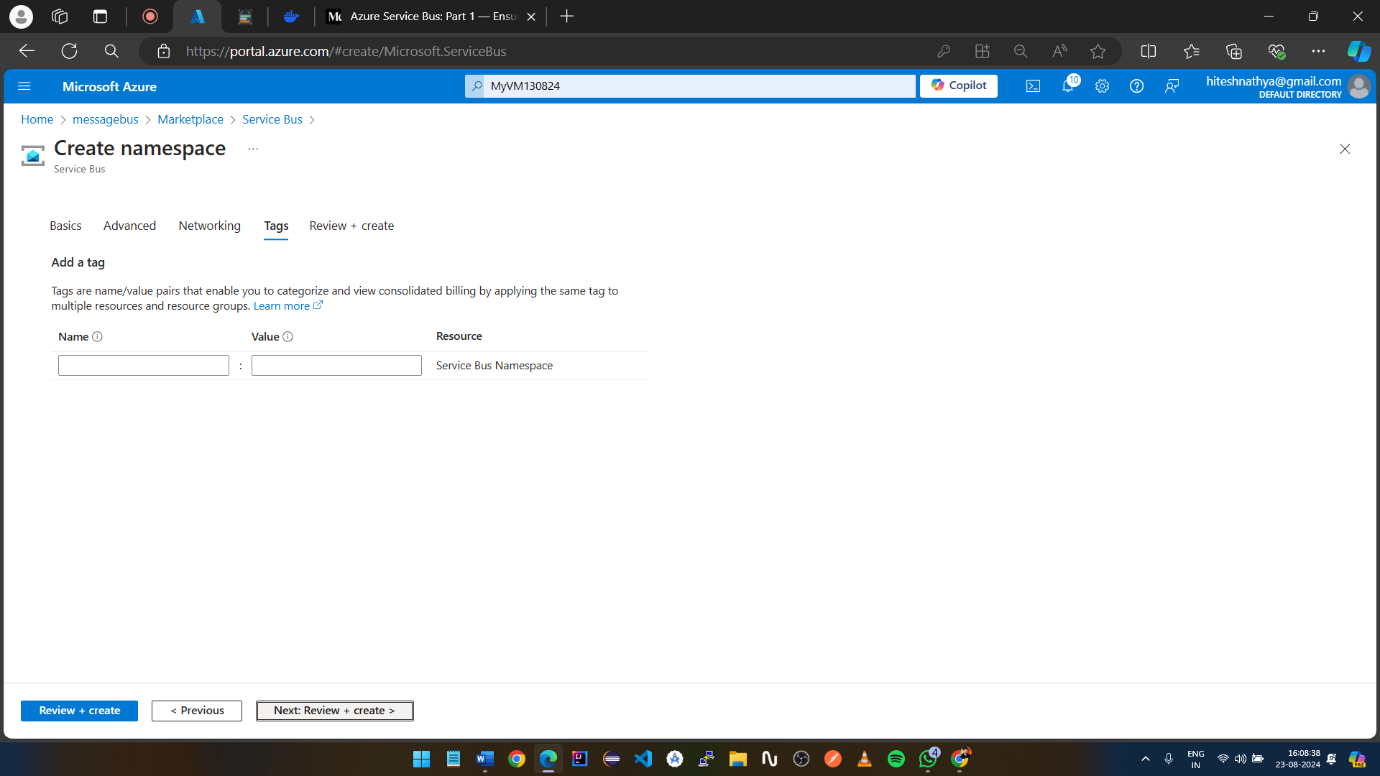 Azure Service Bus: Part 1 — Ensu
https://portal.azure.com/#create/Microsoft.ServiceBus
Microsoft Azure
MyVM130824
Copilot
10
hiteshnathya@gmail.com
DEFAULT DIRECTORY
Home > messagebus > Marketplace > Service Bus >
Create namespace ...
Service Bus
Basics Advanced Networking Tags Review + create
Add a tag
Tags are name/value pairs that enable you to categorize and view consolidated billing by applying the same tag to
multiple resources and resource groups. Learn more
Name Value Resource
: Service Bus Namespace
Review + create < Previous Next: Review + create >
4
ENG
IN
16:08:38
23-08-2024